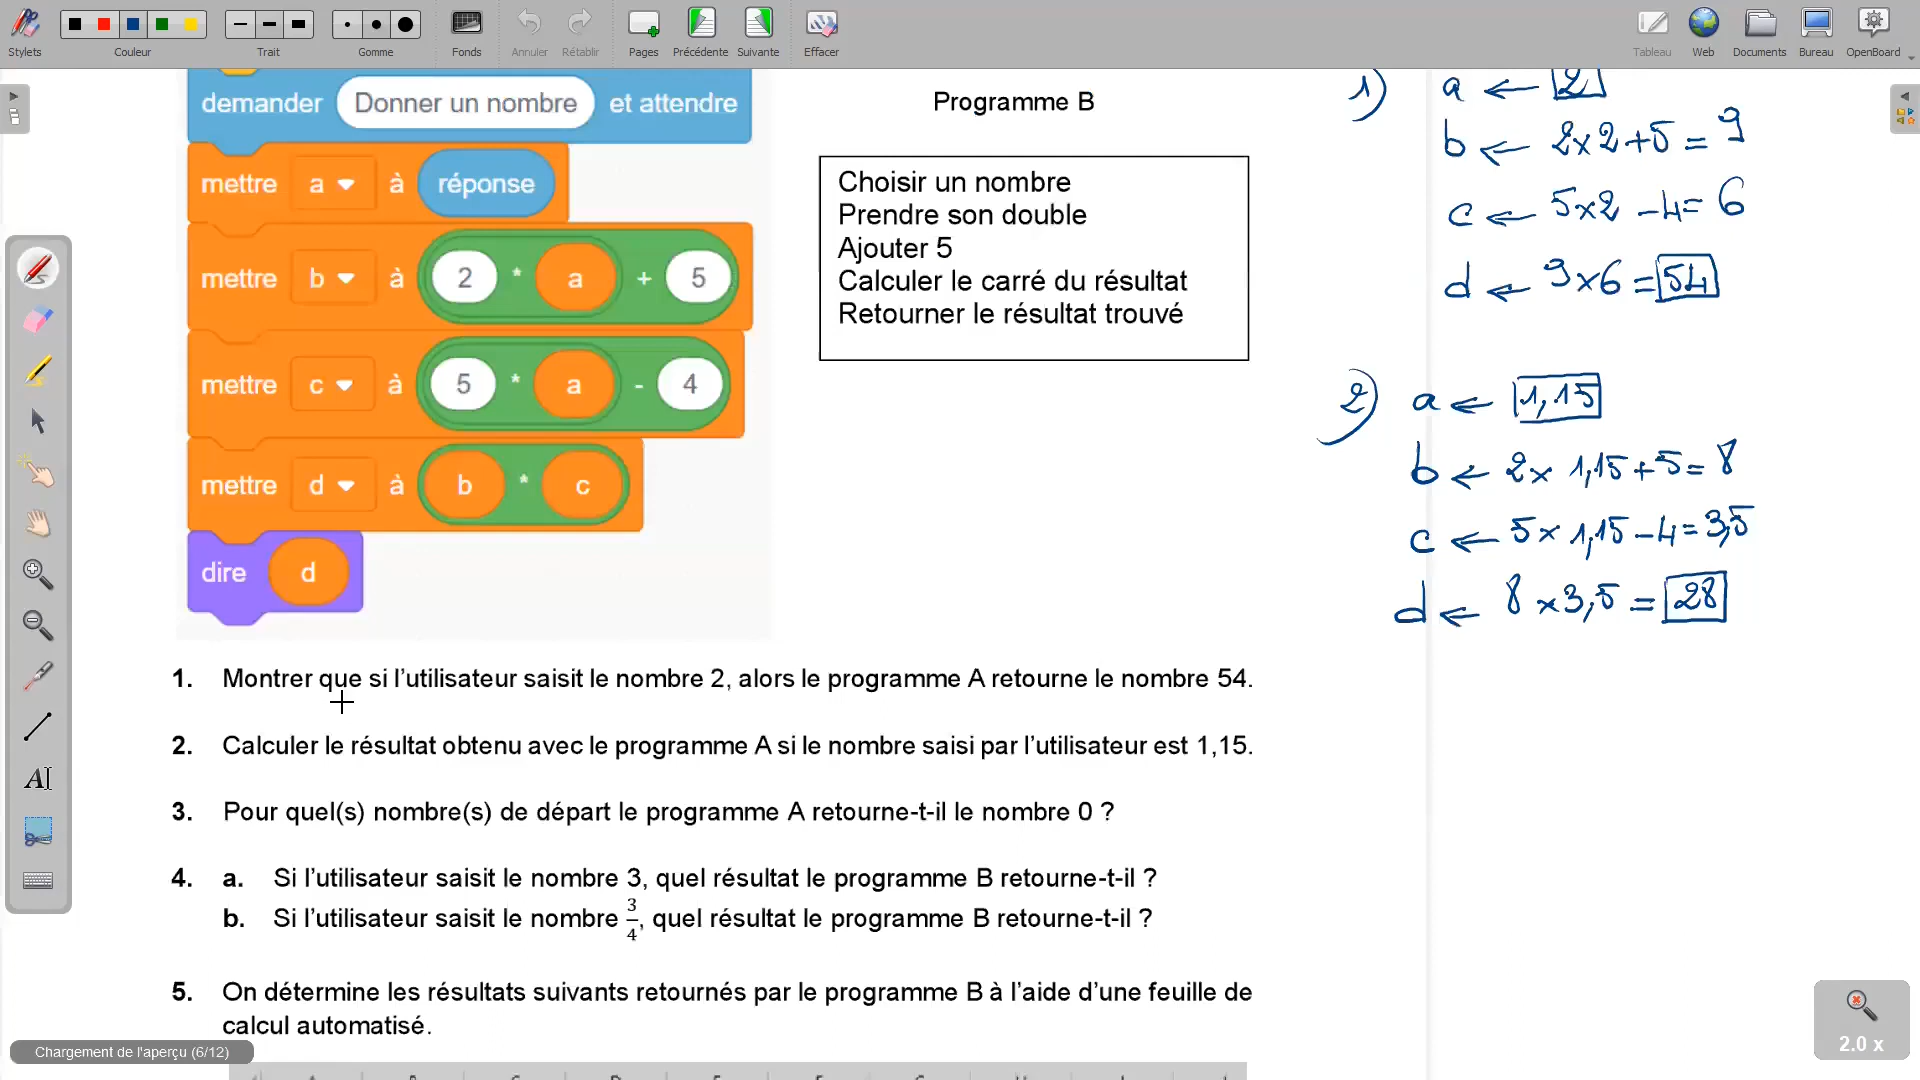 Stylets Couleur Trait Gomme Fonds Annuler Rétablir Pages Précédente Suivante Effacer Tableau Web Documents Bureau OpenBoard
demander Donner un nombre et attendre
mettre a à réponse
mettre b à 2 * a + 5
mettre c à 5 * a - 4
mettre d à b * c
dire d
Programme B
Choisir un nombre
Prendre son double
Ajouter 5
Calculer le carré du résultat
Retourner le résultat trouvé
1) a ← 2
b ← 2×2+5 = 9
c ← 5×2 -4= 6
d ← 9×6 = 54
2) a ← 1,15
b ← 2× 1,15+5= 8
c ← 5× 1,15-4=3,5
d ← 8 ×3,5 = 28
1. Montrer que si l’utilisateur saisit le nombre 2, alors le programme A retourne le nombre 54.
2. Calculer le résultat obtenu avec le programme A si le nombre saisi par l’utilisateur est 1,15.
3. Pour quel(s) nombre(s) de départ le programme A retourne-t-il le nombre 0 ?
4. a. Si l’utilisateur saisit le nombre 3, quel résultat le programme B retourne-t-il ?
b. Si l’utilisateur saisit le nombre 3/4, quel résultat le programme B retourne-t-il ?
5. On détermine les résultats suivants retournés par le programme B à l’aide d’une feuille de
calcul automatisé.
Chargement de l'aperçu (6/12)
2.0 x
AI